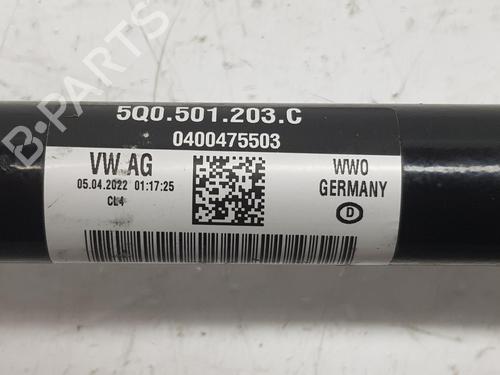 5Q0.501.203.C
0400475503
VW AG
05.04.2022 01:17:25
CL4
WWO
GERMANY
D
B-PARTS